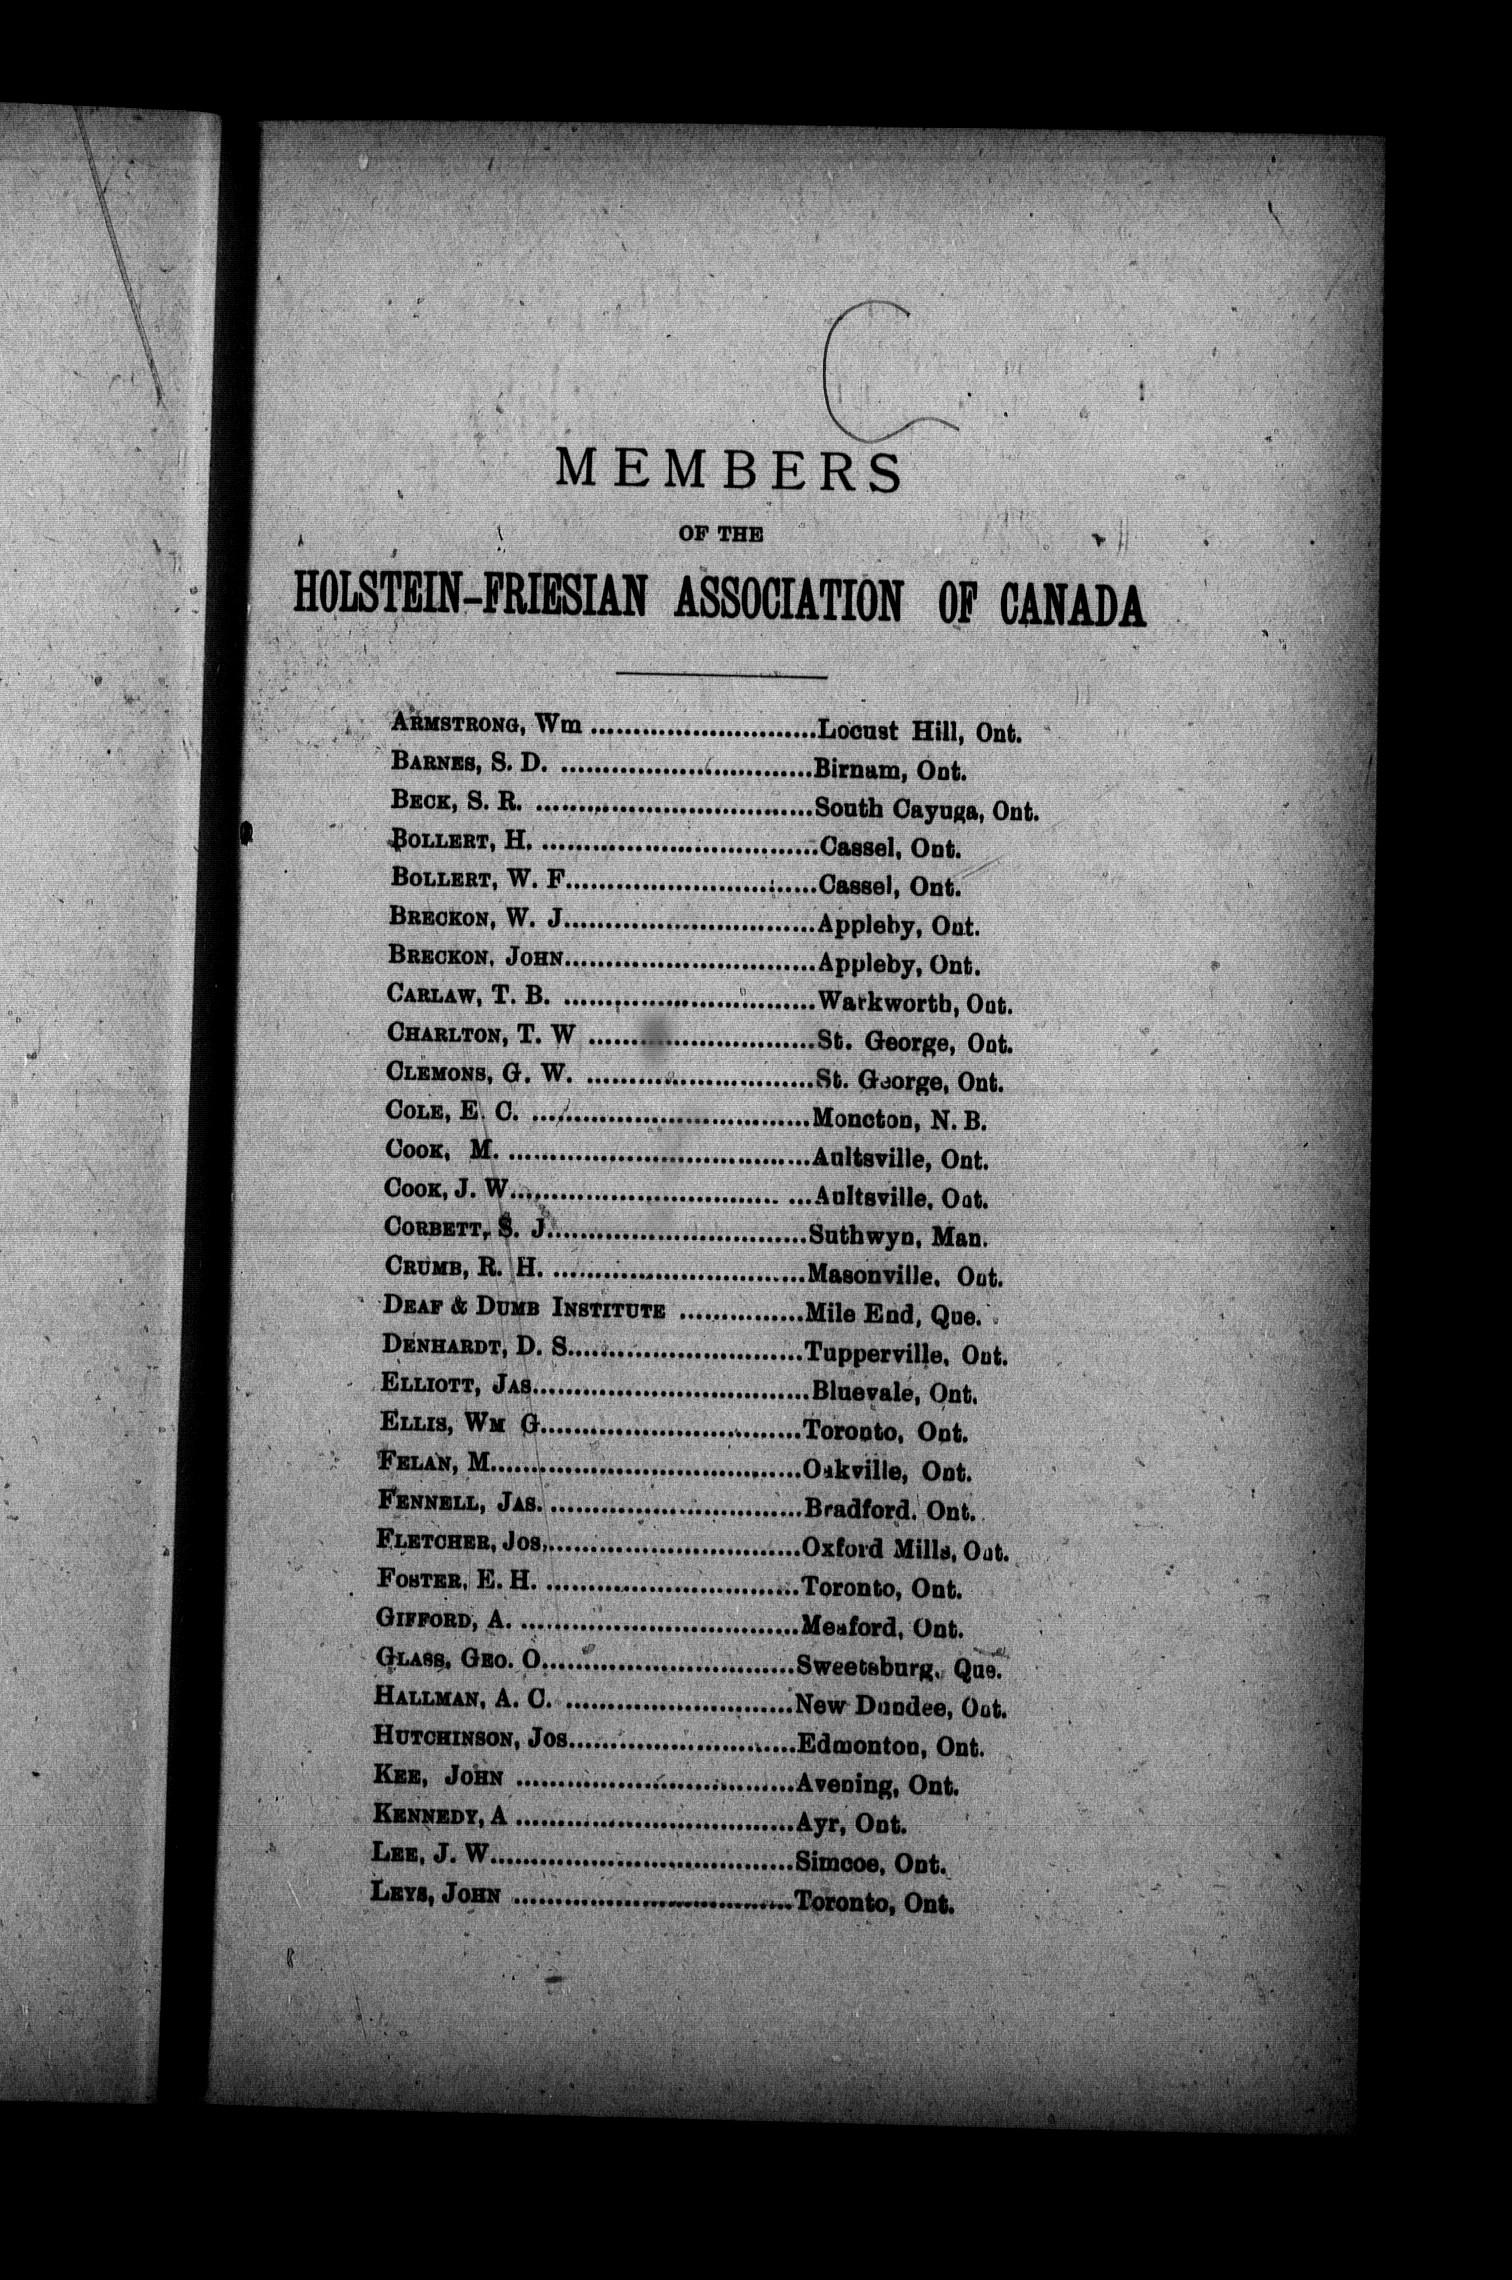 MEMBERS
OF THE
HOLSTEIN-FRIESIAN ASSOCIATION OF CANADA
ARMSTRONG, Wm ...........................Locust Hill, Ont.
BARNES, S. D. ..............................Birnam, Ont.
BECK, S. R. .................................South Cayuga, Ont.
BOLLERT, H. .................................Cassel, Ont.
BOLLERT, W. F..............................Cassel, Ont.
BRECKON, W. J..............................Appleby, Ont.
BRECKON, JOHN..............................Appleby, Ont.
CARLAW, T. B. ..............................Warkworth, Ont.
CHARLTON, T. W ...........................St. George, Ont.
CLEMONS, G. W. ...........................St. George, Ont.
COLE, E. C. .................................Moncton, N. B.
COOK, M. ....................................Aultsville, Ont.
COOK, J. W................................ ...Aultsville, Ont.
CORBETT, S. J...............................Suthwyn, Man.
CRUMB, R. H. ..............................Masonville, Ont.
DEAF & DUMB INSTITUTE ...............Mile End, Que.
DENHARDT, D. S............................Tupperville, Ont.
ELLIOTT, JAS.................................Bluevale, Ont.
ELLIS, WM G...............................Toronto, Ont.
FELAN, M.....................................Oakville, Ont.
FENNELL, JAS. ..............................Bradford, Ont.
FLETCHER, JOS...............................Oxford Mills, Ont.
FOSTER, E. H. ..............................Toronto, Ont.
GIFFORD, A. .................................Meaford, Ont.
GLASS, GEO. O..............................Sweetsburg, Que.
HALLMAN, A. C. ...........................New Dundee, Ont.
HUTCHINSON, JOS...........................Edmonton, Ont.
KEE, JOHN .................................Avening, Ont.
KENNEDY, A .................................Ayr, Ont.
LEE, J. W....................................Simcoe, Ont.
LEYS, JOHN .................................Toronto, Ont.